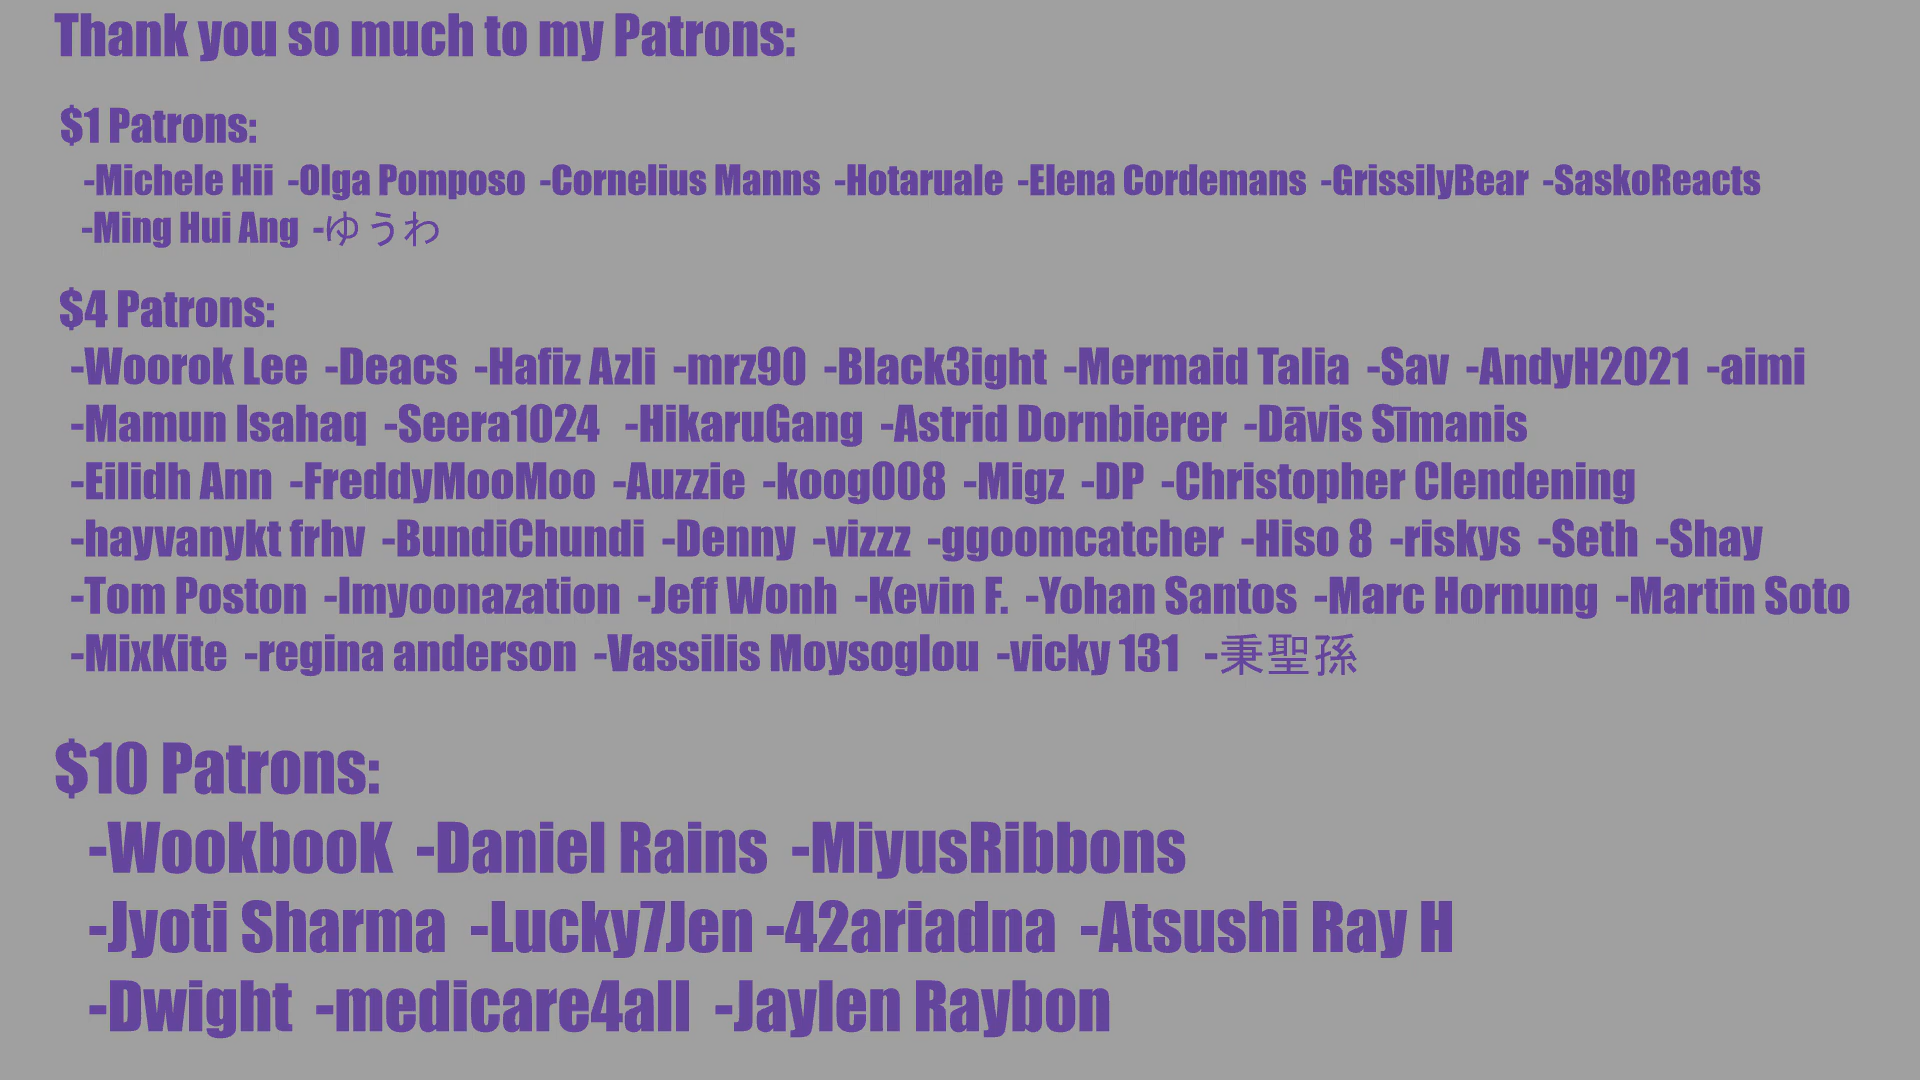 Thank you so much to my Patrons:
$1 Patrons:
-Michele Hii -Olga Pomposo -Cornelius Manns -Hotaruale -Elena Cordemans -GrissilyBear -SaskoReacts
-Ming Hui Ang -ゆうわ
$4 Patrons:
-Woorok Lee -Deacs -Hafiz Azli -mrz90 -Black3ight -Mermaid Talia -Sav -AndyH2021 -aimi
-Mamun Isahaq -Seera1024 -HikaruGang -Astrid Dornbierer -Dāvis Sīmanis
-Eilidh Ann -FreddyMooMoo -Auzzie -koog008 -Migz -DP -Christopher Clendening
-hayvanykt frhv -BundiChundi -Denny -vizzz -ggoomcatcher -Hiso 8 -riskys -Seth -Shay
-Tom Poston -Imyoonazation -Jeff Wonh -Kevin F. -Yohan Santos -Marc Hornung -Martin Soto
-MixKite -regina anderson -Vassilis Moysoglou -vicky 131 -秉聖孫
$10 Patrons:
-WookbooK -Daniel Rains -MiyusRibbons
-Jyoti Sharma -Lucky7Jen -42ariadna -Atsushi Ray H
-Dwight -medicare4all -Jaylen Raybon